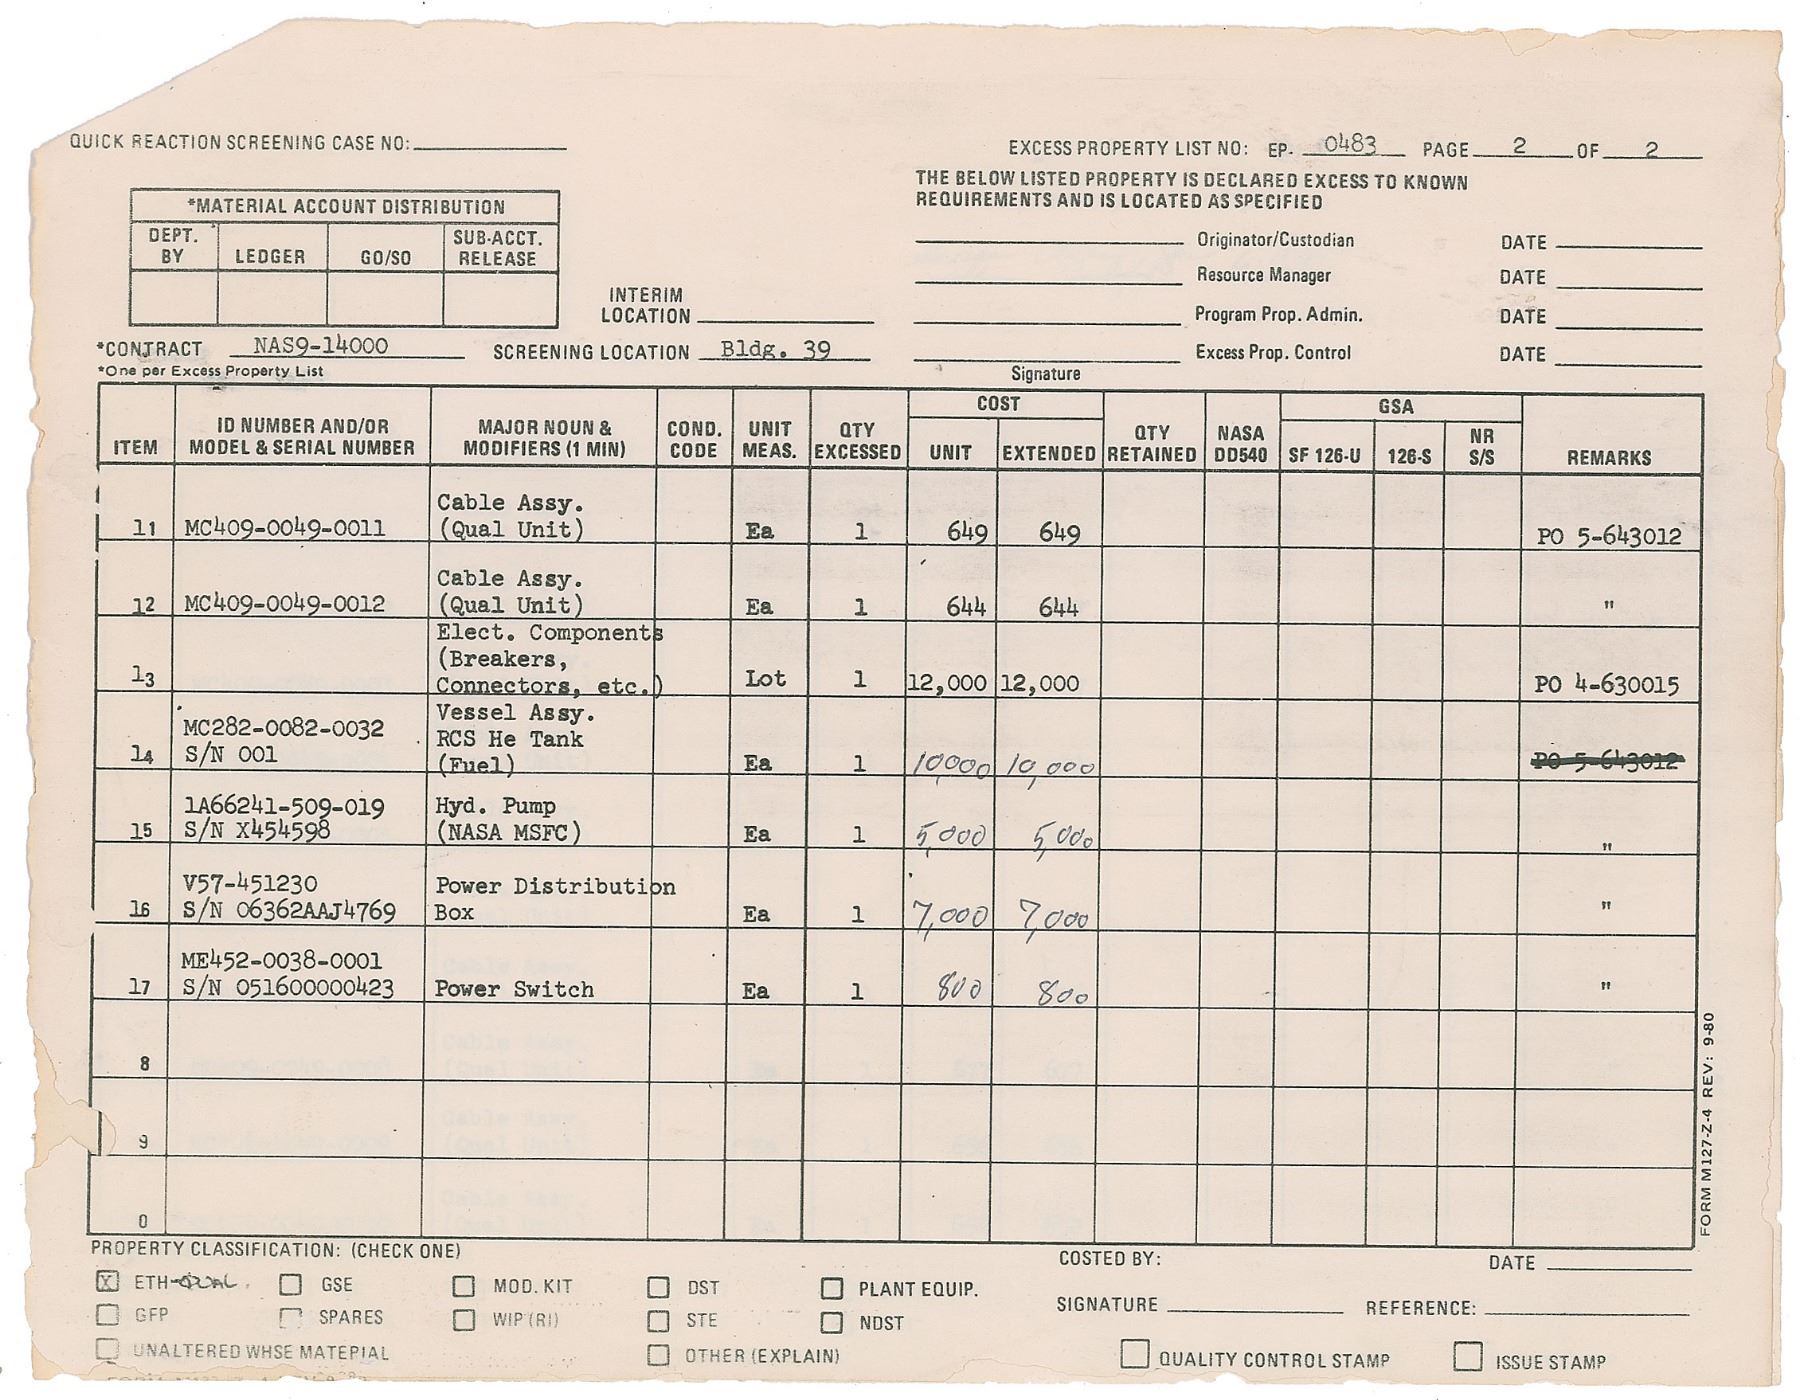 QUICK REACTION SCREENING CASE NO:
EXCESS PROPERTY LIST NO: EP. 0483 PAGE 2 OF 2
THE BELOW LISTED PROPERTY IS DECLARED EXCESS TO KNOWN
REQUIREMENTS AND IS LOCATED AS SPECIFIED
*MATERIAL ACCOUNT DISTRIBUTION
DEPT. BY LEDGER GO/SO SUB-ACCT. RELEASE
Originator/Custodian DATE
Resource Manager DATE
INTERIM
LOCATION
Program Prop. Admin. DATE
*CONTRACT NAS9-14000 SCREENING LOCATION Bldg. 39
Excess Prop. Control DATE
*One per Excess Property List
Signature
COST GSA
ITEM ID NUMBER AND/OR MODEL & SERIAL NUMBER MAJOR NOUN & MODIFIERS (1 MIN) COND. CODE UNIT MEAS. QTY EXCESSED UNIT EXTENDED QTY RETAINED NASA DD540 SF 126-U 126-S NR S/S REMARKS
Cable Assy.
11 MC409-0049-0011 (Qual Unit) Ea 1 649 649 PO 5-643012
Cable Assy.
12 MC409-0049-0012 (Qual Unit) Ea 1 644 644 "
Elect. Components
(Breakers,
13 Connectors, etc.) Lot 1 12,000 12,000 PO 4-630015
Vessel Assy.
MC282-0082-0032 RCS He Tank
14 S/N 001 (Fuel) Ea 1 10,000 10,000 PO 5-643012
1A66241-509-019 Hyd. Pump
15 S/N X454598 (NASA MSFC) Ea 1 5,000 5,000 "
V57-451230 Power Distribution
16 S/N 06362AAJ4769 Box Ea 1 7,000 7,000 "
ME452-0038-0001
17 S/N 051600000423 Power Switch Ea 1 800 800 "
8
9
0
FORM M127-Z-4 REV: 9-80
PROPERTY CLASSIFICATION: (CHECK ONE)
COSTED BY: DATE
X ETH-QUAL. GSE MOD. KIT DST PLANT EQUIP.
SIGNATURE REFERENCE:
GFP SPARES WIP (RI) STE NDST
UNALTERED WHSE MATERIAL OTHER (EXPLAIN)
QUALITY CONTROL STAMP ISSUE STAMP